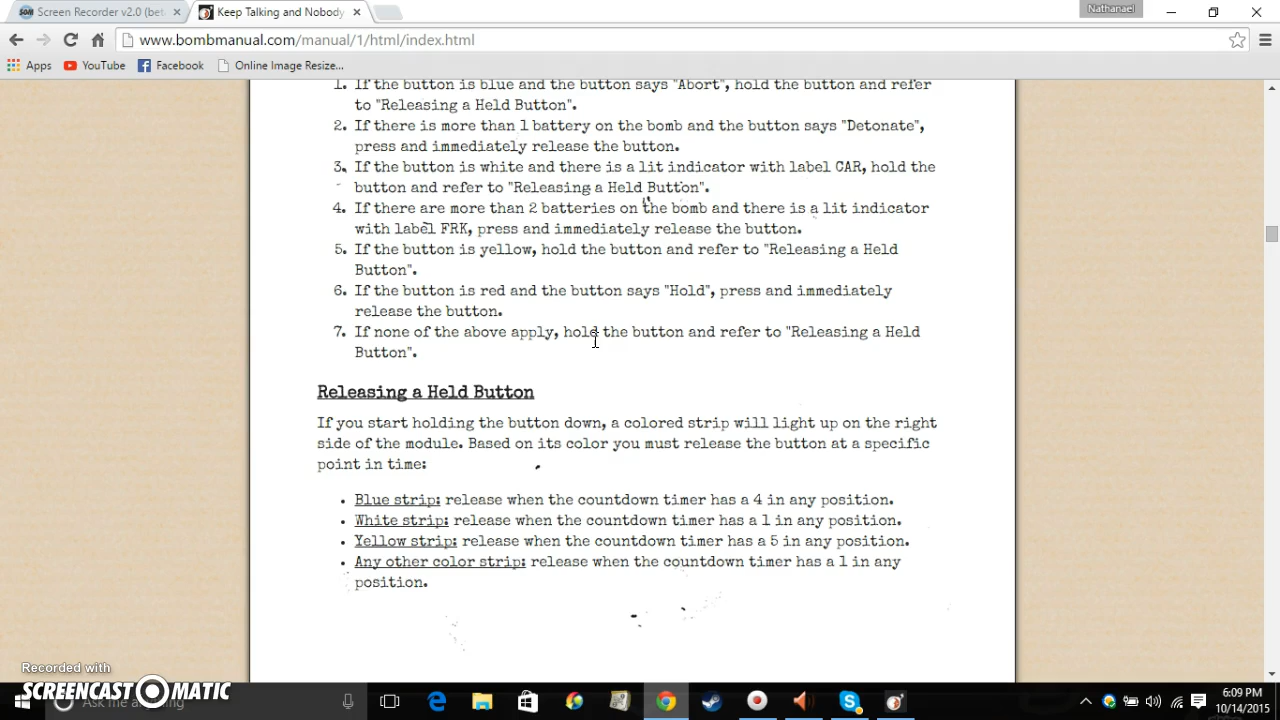 Screen Recorder v2.0 (bet
Keep Talking and Nobody
Nathanael
www.bombmanual.com/manual/1/html/index.html
Apps
YouTube
Facebook
Online Image Resize...
1. If the button is blue and the button says "Abort", hold the button and refer
to "Releasing a Held Button".
2. If there is more than 1 battery on the bomb and the button says "Detonate",
press and immediately release the button.
3. If the button is white and there is a lit indicator with label CAR, hold the
button and refer to "Releasing a Held Button".
4. If there are more than 2 batteries on the bomb and there is a lit indicator
with label FRK, press and immediately release the button.
5. If the button is yellow, hold the button and refer to "Releasing a Held
Button".
6. If the button is red and the button says "Hold", press and immediately
release the button.
7. If none of the above apply, hold the button and refer to "Releasing a Held
Button".
Releasing a Held Button
If you start holding the button down, a colored strip will light up on the right
side of the module. Based on its color you must release the button at a specific
point in time:
• Blue strip: release when the countdown timer has a 4 in any position.
• White strip: release when the countdown timer has a 1 in any position.
• Yellow strip: release when the countdown timer has a 5 in any position.
• Any other color strip: release when the countdown timer has a 1 in any
position.
Recorded with
SCREENCAST MATIC
Ask me a
6:09 PM
10/14/2015